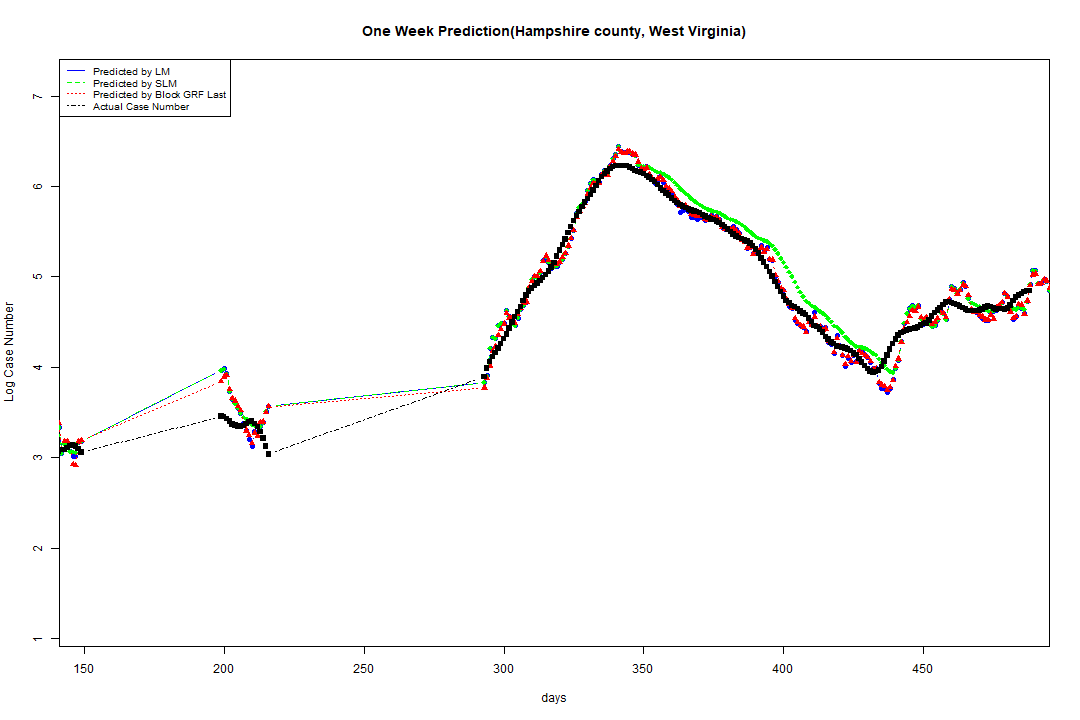 One Week Prediction(Hampshire county, West Virginia)
Predicted by LM
Predicted by SLM
Predicted by Block GRF Last
Actual Case Number
7
6
5
4
3
2
1
Log Case Number
150 200 250 300 350 400 450
days